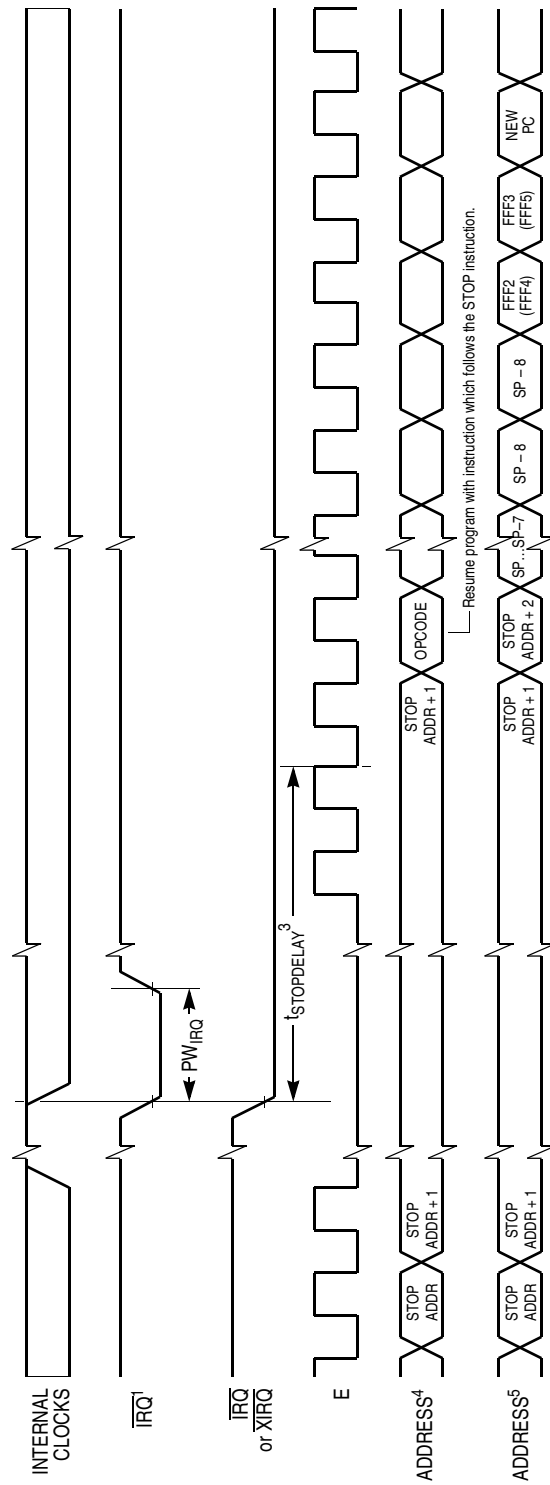 INTERNAL
CLOCKS
IRQ1
PWIRQ
IRQ
or XIRQ
tSTOPDELAY3
E
ADDRESS4
STOP
ADDR
STOP
ADDR + 1
STOP
ADDR + 1
OPCODE
Resume program with instruction which follows the STOP instruction.
ADDRESS5
STOP
ADDR
STOP
ADDR + 1
STOP
ADDR + 1
STOP
ADDR + 2
SP…SP–7
SP – 8
SP – 8
FFF2
(FFF4)
FFF3
(FFF5)
NEW
PC